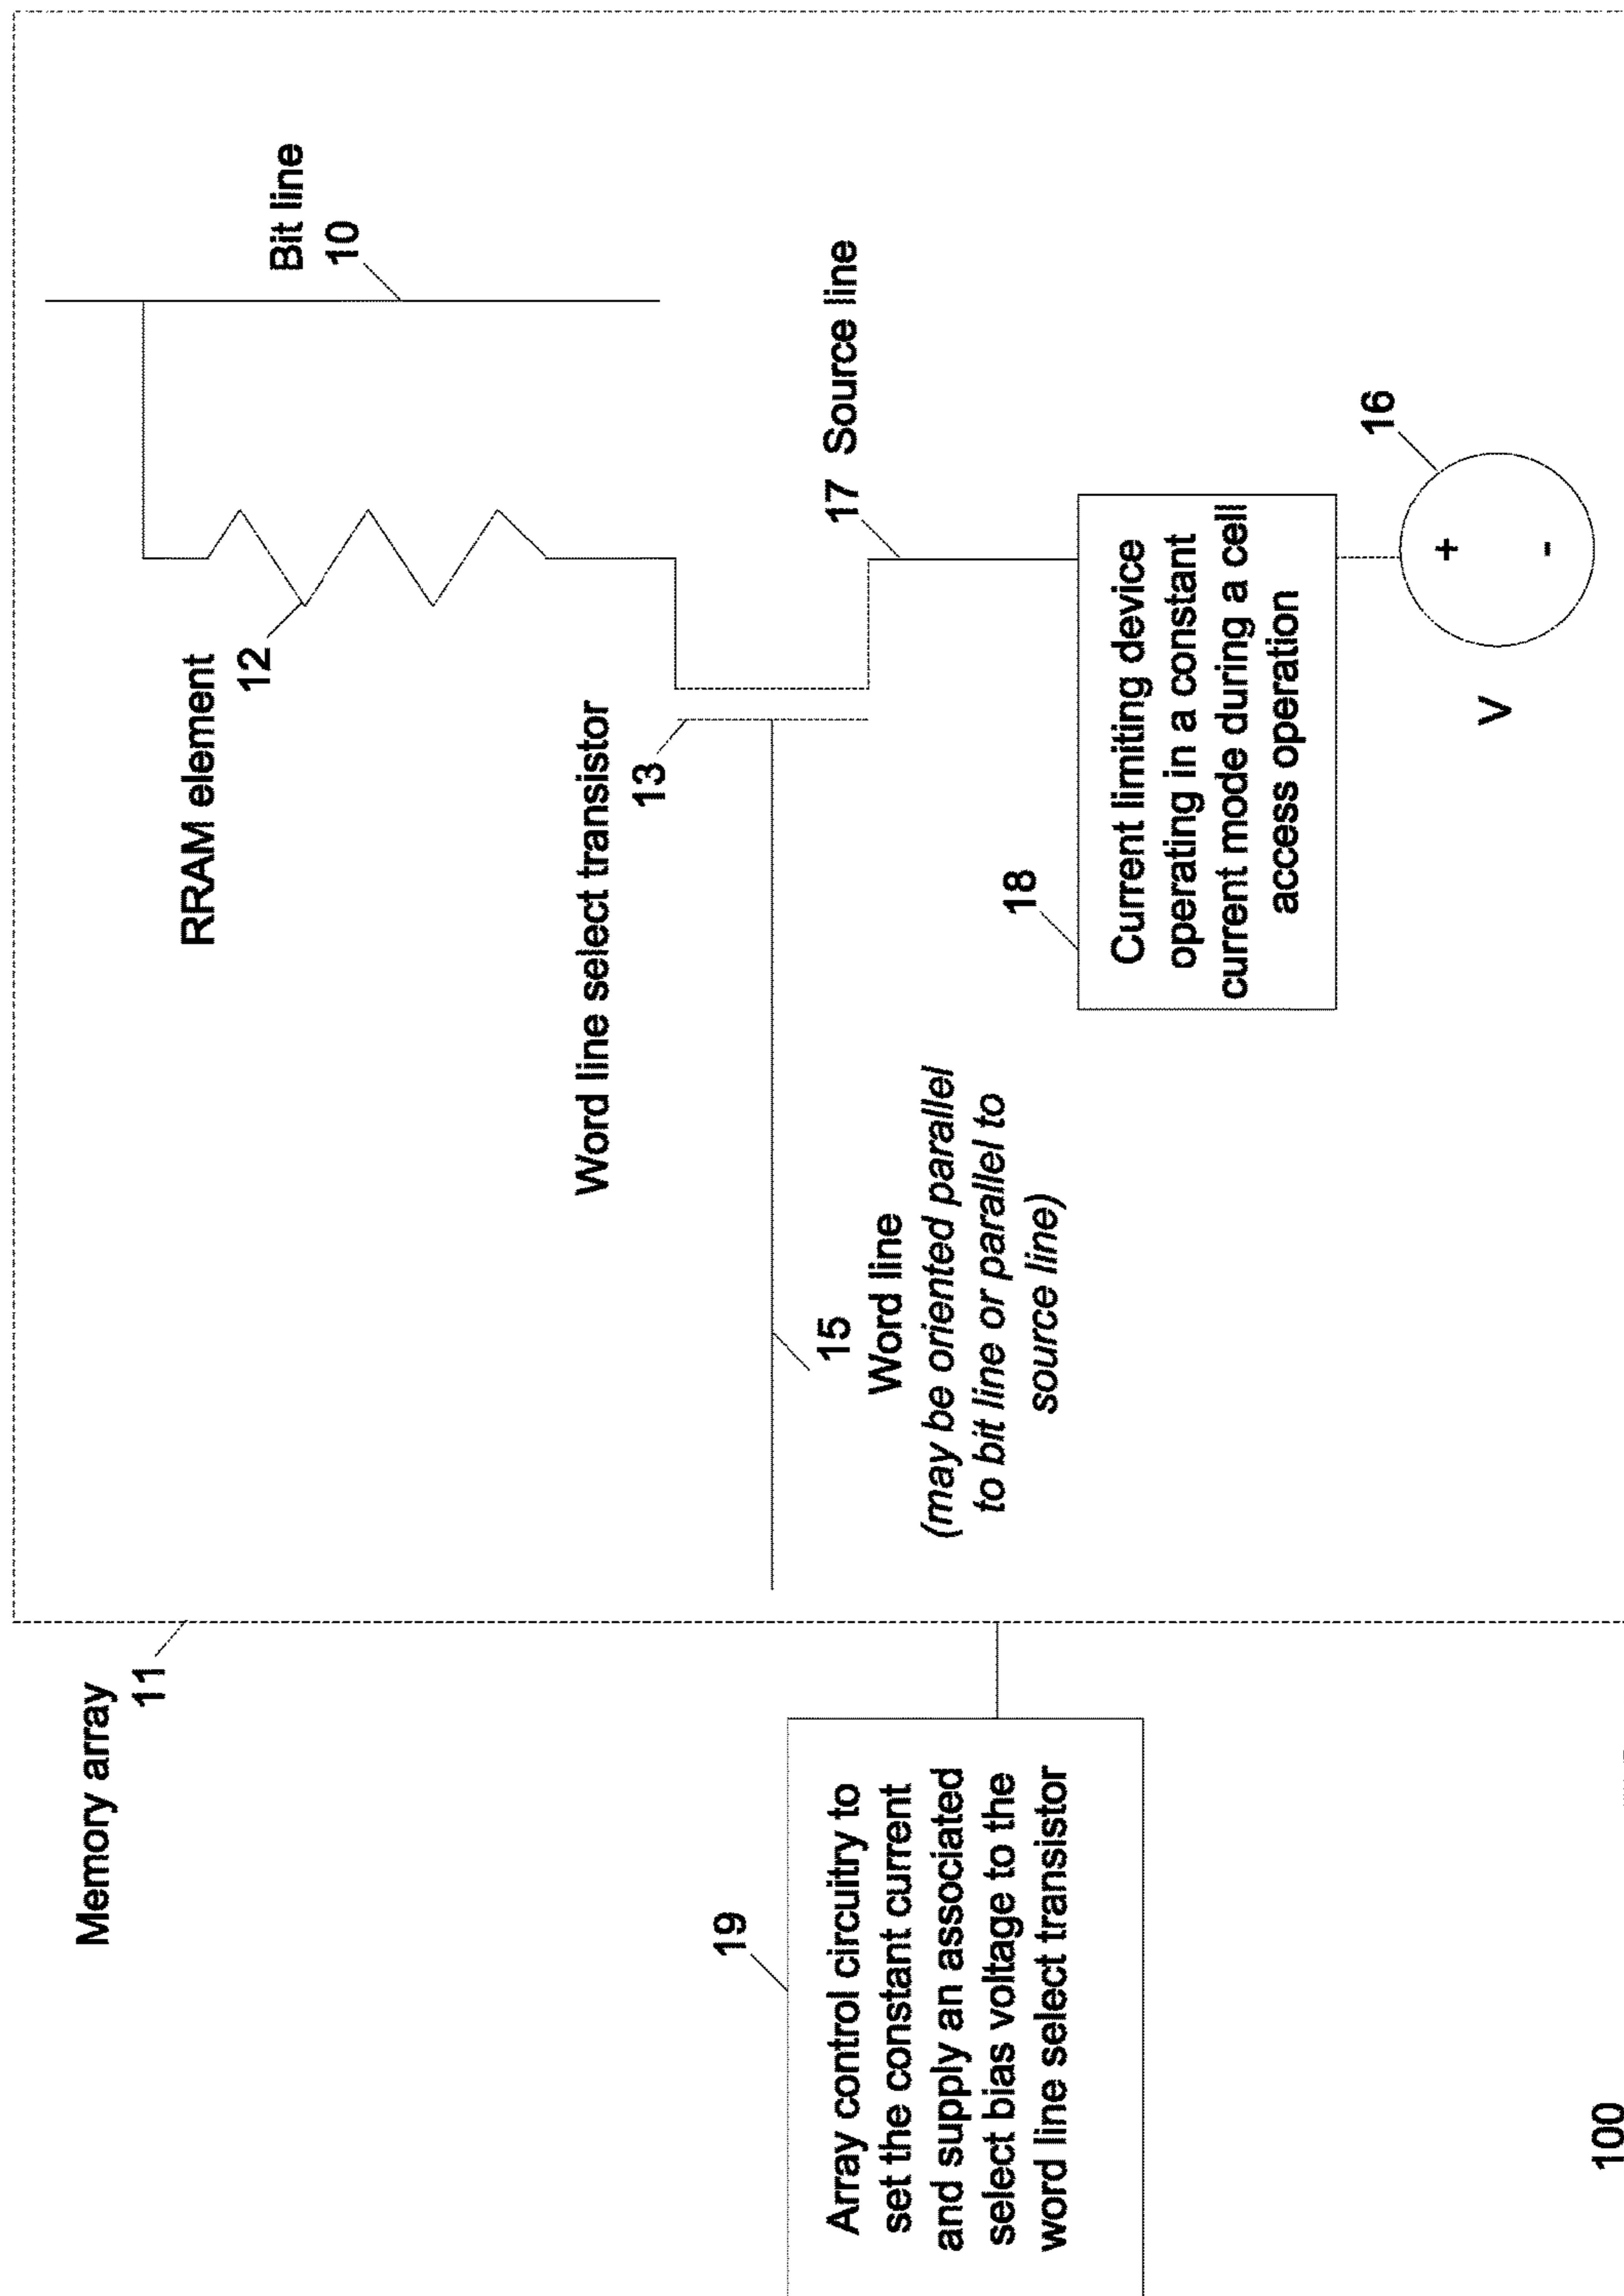 Memory array
11
Bit line
10
RRAM element
12
Word line select transistor
13
17 Source line
15
Word line
(may be oriented parallel
to bit line or parallel to
source line)
18
Current limiting device
operating in a constant
current mode during a cell
access operation
16
+
-
V
19
Array control circuitry to
set the constant current
and supply an associated
select bias voltage to the
word line select transistor
100